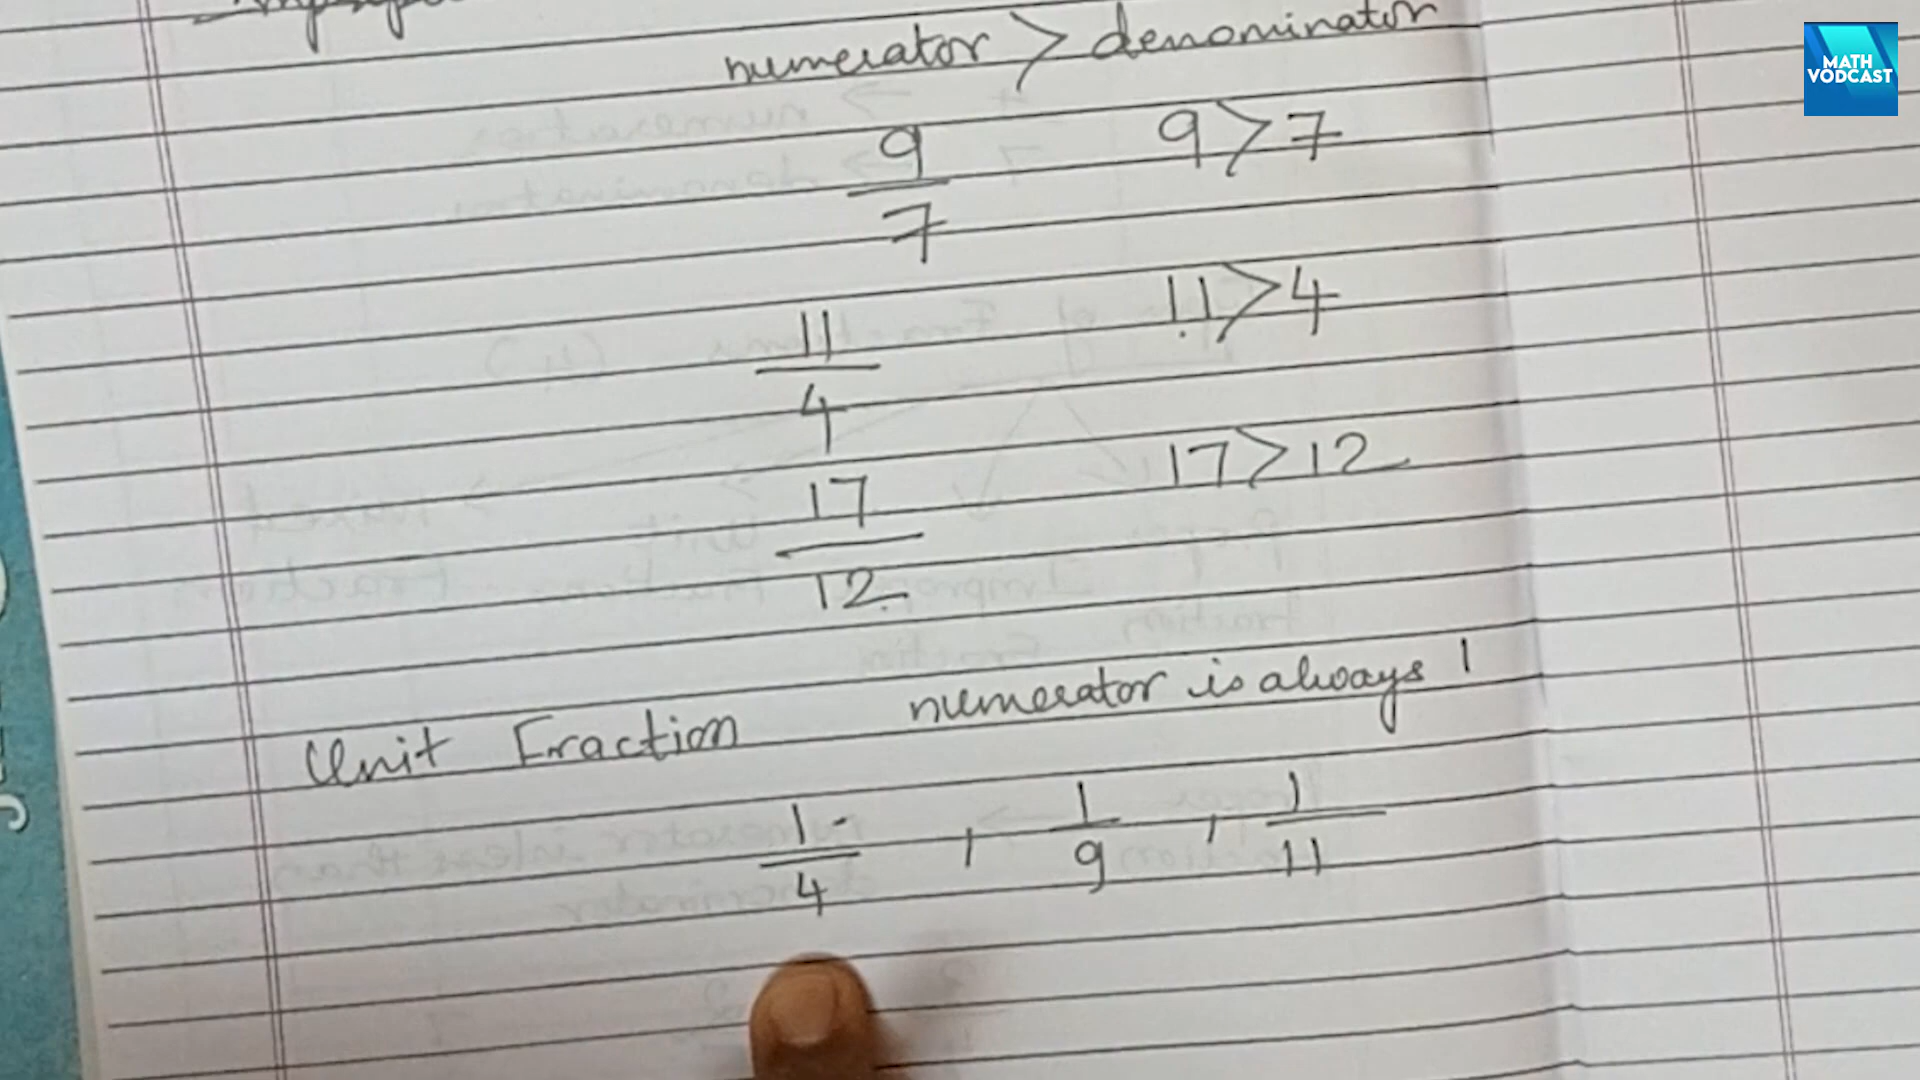 numerator > denominator
9/7 9>7
11/4 11>4
17/12 17>12
Unit Fraction numerator is always 1
1/4 , 1/9 , 1/11
MATH
VODCAST